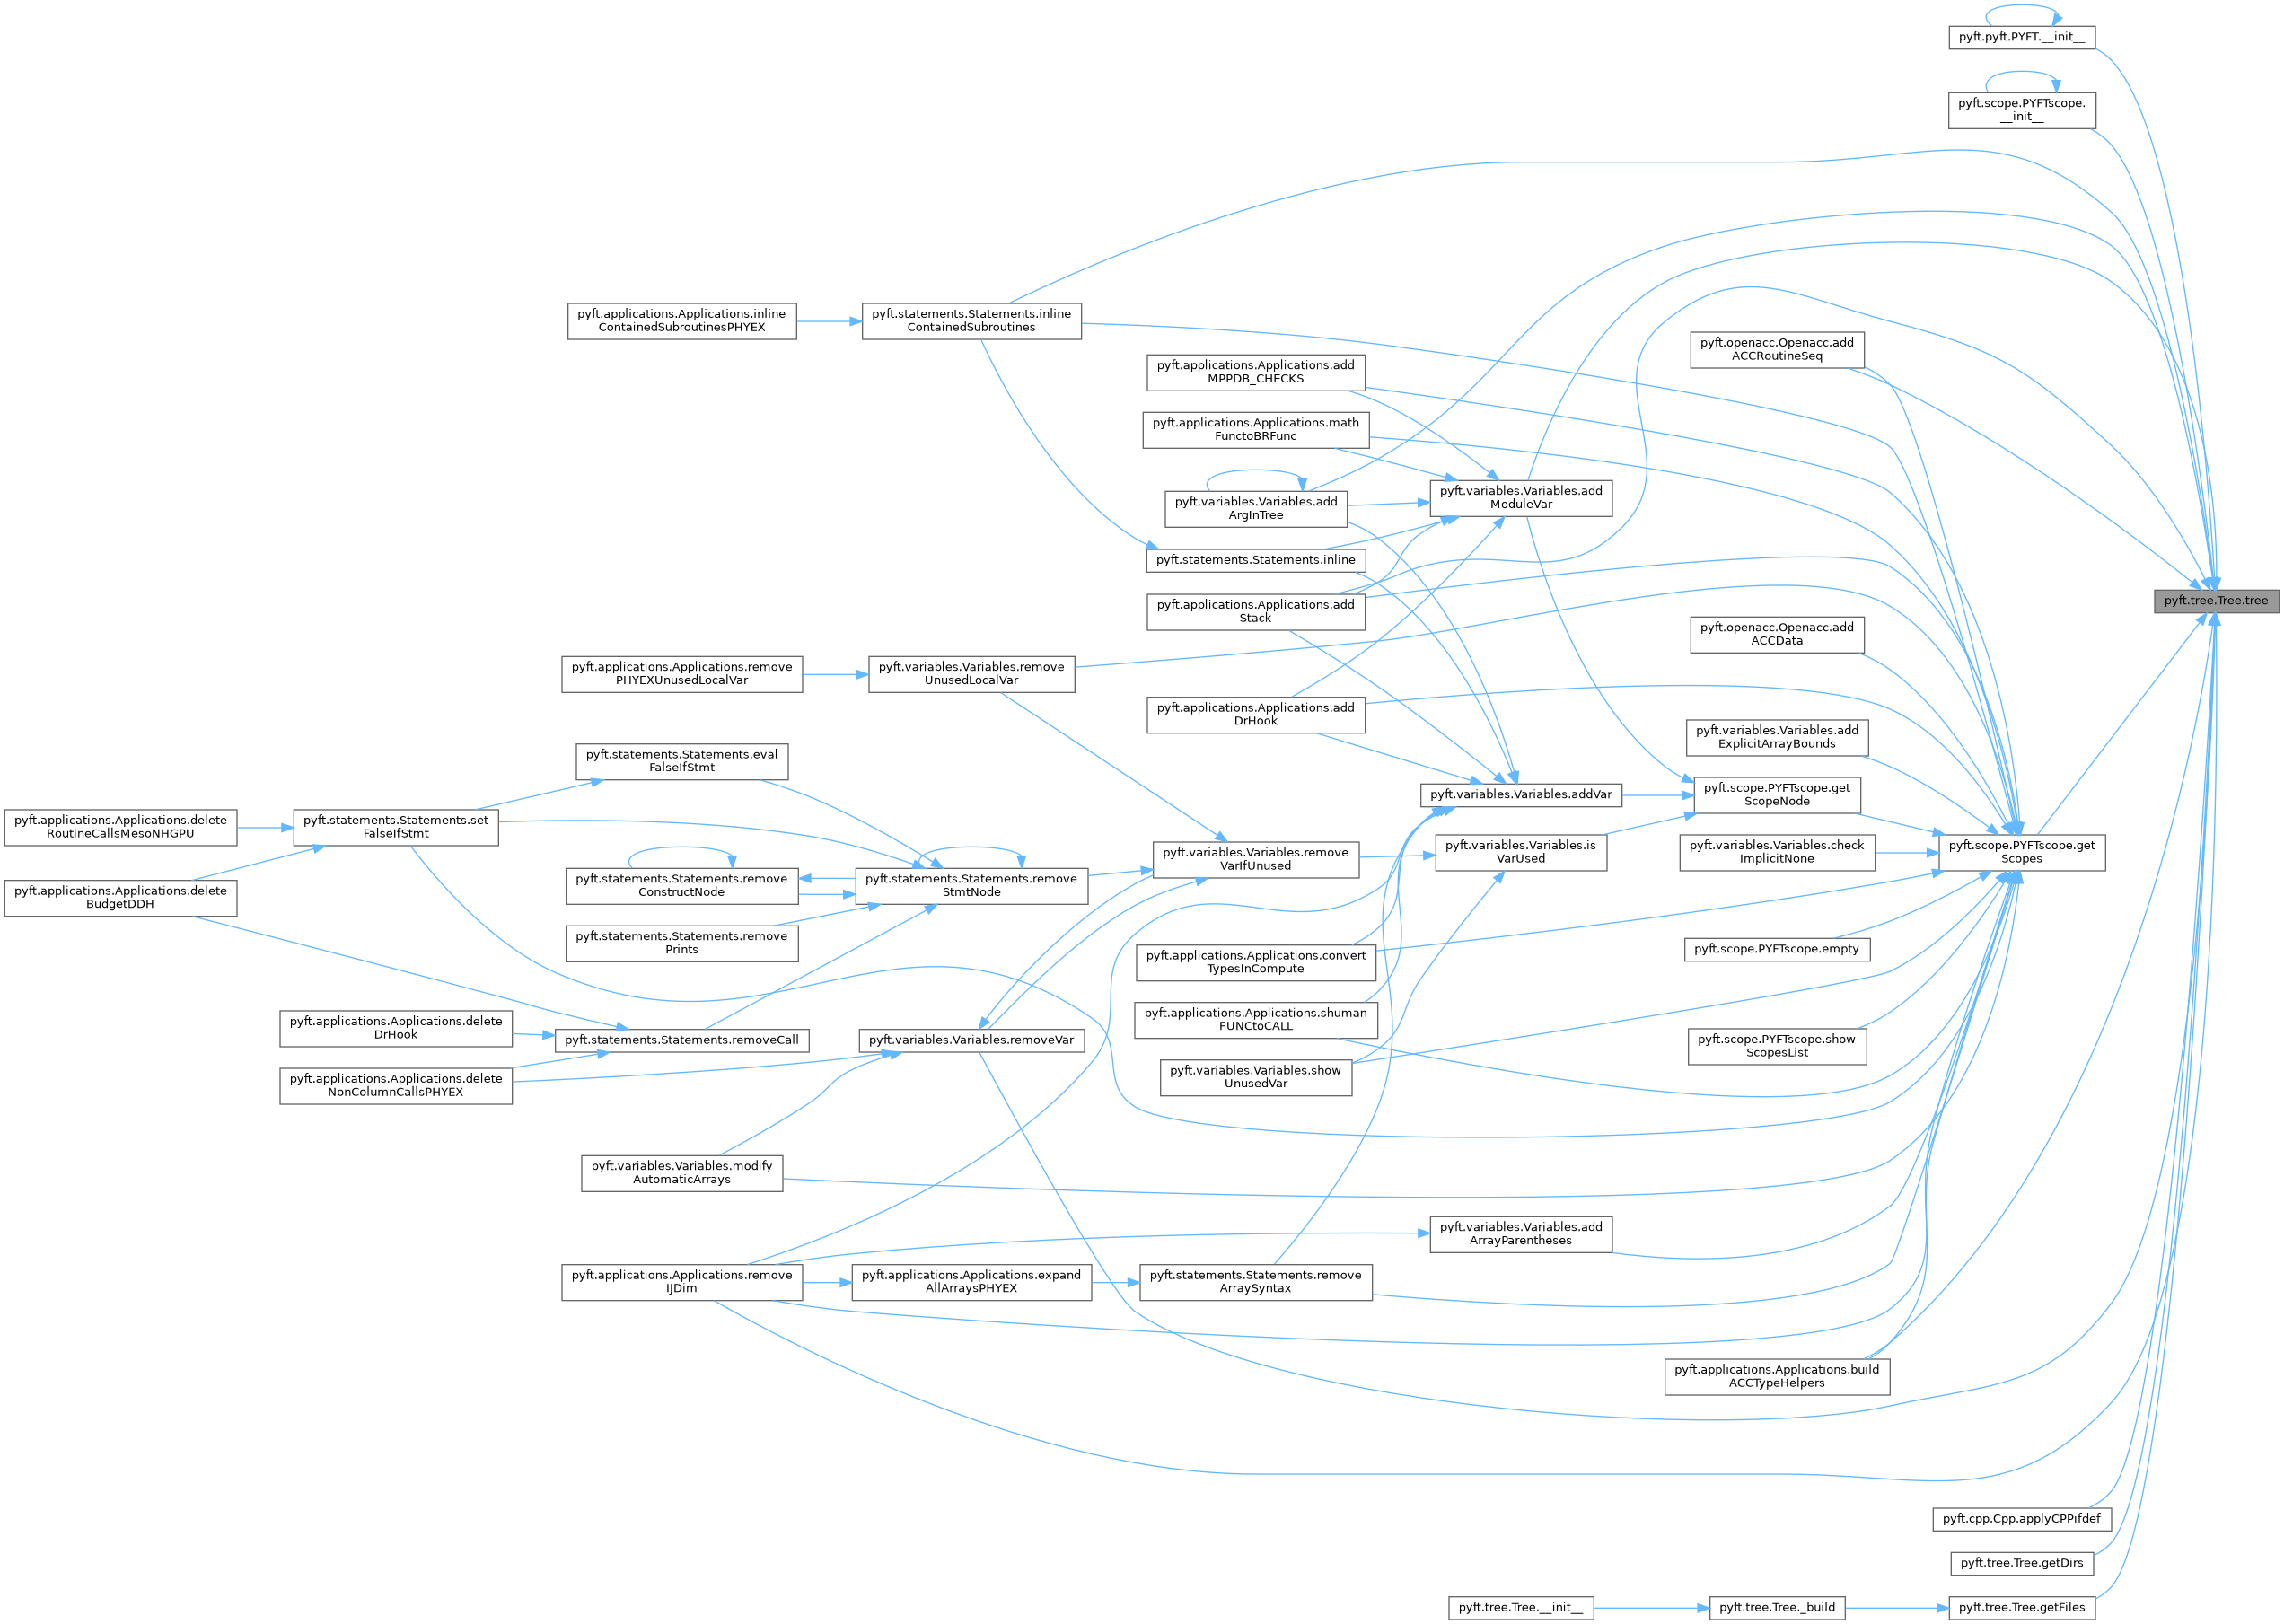 pyft.pyft.PYFT.__init__
pyft.scope.PYFTscope.
__init__
pyft.applications.Applications.inline
ContainedSubroutinesPHYEX
pyft.statements.Statements.inline
ContainedSubroutines
pyft.openacc.Openacc.add
ACCRoutineSeq
pyft.applications.Applications.add
MPPDB_CHECKS
pyft.applications.Applications.math
FunctoBRFunc
pyft.variables.Variables.add
ArgInTree
pyft.variables.Variables.add
ModuleVar
pyft.statements.Statements.inline
pyft.applications.Applications.add
Stack
pyft.tree.Tree.tree
pyft.openacc.Openacc.add
ACCData
pyft.applications.Applications.remove
PHYEXUnusedLocalVar
pyft.variables.Variables.remove
UnusedLocalVar
pyft.applications.Applications.add
DrHook
pyft.variables.Variables.add
ExplicitArrayBounds
pyft.statements.Statements.eval
FalseIfStmt
pyft.variables.Variables.addVar
pyft.scope.PYFTscope.get
ScopeNode
pyft.applications.Applications.delete
RoutineCallsMesoNHGPU
pyft.statements.Statements.set
FalseIfStmt
pyft.variables.Variables.remove
VarIfUnused
pyft.variables.Variables.is
VarUsed
pyft.variables.Variables.check
ImplicitNone
pyft.scope.PYFTscope.get
Scopes
pyft.applications.Applications.delete
BudgetDDH
pyft.statements.Statements.remove
ConstructNode
pyft.statements.Statements.remove
StmtNode
pyft.statements.Statements.remove
Prints
pyft.applications.Applications.convert
TypesInCompute
pyft.scope.PYFTscope.empty
pyft.applications.Applications.delete
DrHook
pyft.statements.Statements.removeCall
pyft.variables.Variables.removeVar
pyft.applications.Applications.shuman
FUNCtoCALL
pyft.scope.PYFTscope.show
ScopesList
pyft.applications.Applications.delete
NonColumnCallsPHYEX
pyft.variables.Variables.show
UnusedVar
pyft.variables.Variables.modify
AutomaticArrays
pyft.variables.Variables.add
ArrayParentheses
pyft.applications.Applications.remove
IJDim
pyft.applications.Applications.expand
AllArraysPHYEX
pyft.statements.Statements.remove
ArraySyntax
pyft.applications.Applications.build
ACCTypeHelpers
pyft.cpp.Cpp.applyCPPifdef
pyft.tree.Tree.getDirs
pyft.tree.Tree.__init__
pyft.tree.Tree._build
pyft.tree.Tree.getFiles